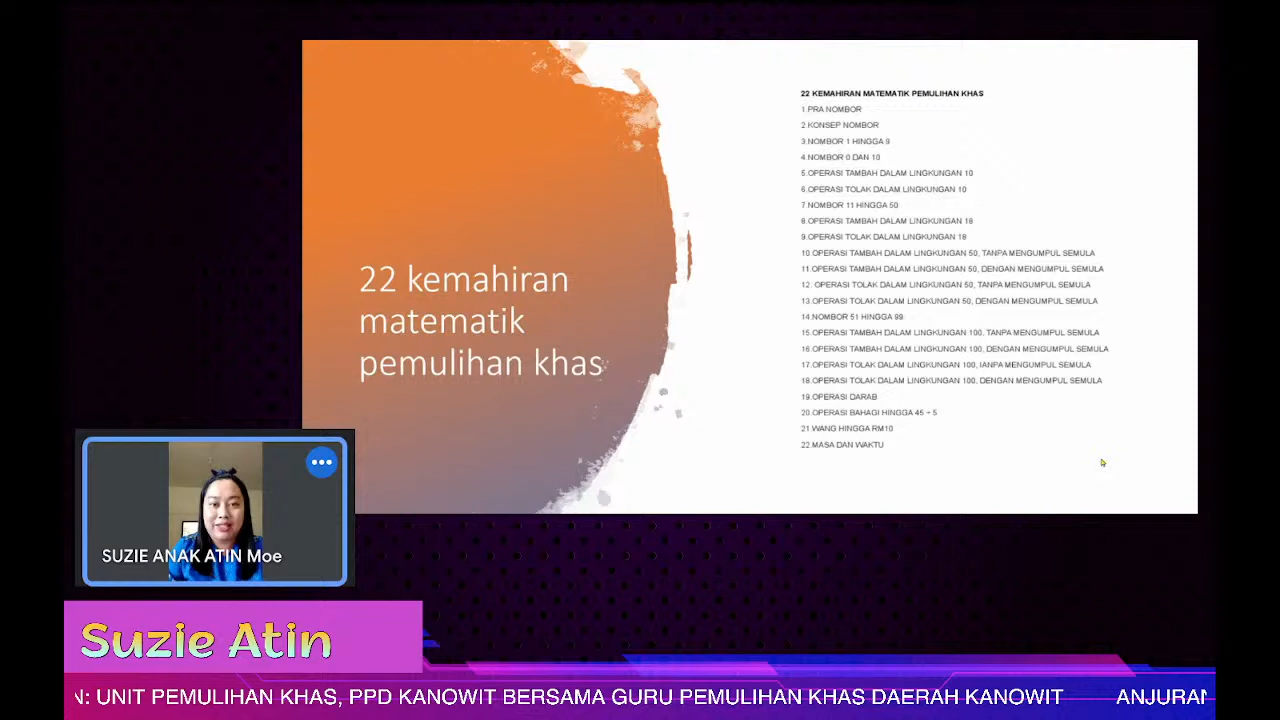 22 kemahiran
matematik
pemulihan khas
22 KEMAHIRAN MATEMATIK PEMULIHAN KHAS
1.PRA NOMBOR
2.KONSEP NOMBOR
3.NOMBOR 1 HINGGA 9
4.NOMBOR 0 DAN 10
5.OPERASI TAMBAH DALAM LINGKUNGAN 10
6.OPERASI TOLAK DALAM LINGKUNGAN 10
7.NOMBOR 11 HINGGA 50
8.OPERASI TAMBAH DALAM LINGKUNGAN 18
9.OPERASI TOLAK DALAM LINGKUNGAN 18
10.OPERASI TAMBAH DALAM LINGKUNGAN 50, TANPA MENGUMPUL SEMULA
11.OPERASI TAMBAH DALAM LINGKUNGAN 50, DENGAN MENGUMPUL SEMULA
12. OPERASI TOLAK DALAM LINGKUNGAN 50, TANPA MENGUMPUL SEMULA
13.OPERASI TOLAK DALAM LINGKUNGAN 50, DENGAN MENGUMPUL SEMULA
14.NOMBOR 51 HINGGA 99
15.OPERASI TAMBAH DALAM LINGKUNGAN 100, TANPA MENGUMPUL SEMULA
16.OPERASI TAMBAH DALAM LINGKUNGAN 100, DENGAN MENGUMPUL SEMULA
17.OPERASI TOLAK DALAM LINGKUNGAN 100, TANPA MENGUMPUL SEMULA
18.OPERASI TOLAK DALAM LINGKUNGAN 100, DENGAN MENGUMPUL SEMULA
19.OPERASI DARAB
20.OPERASI BAHAGI HINGGA 45 ÷ 5
21.WANG HINGGA RM10
22.MASA DAN WAKTU
SUZIE ANAK ATIN Moe
Suzie Atin
N: UNIT PEMULIHAN KHAS, PPD KANOWIT BERSAMA GURU PEMULIHAN KHAS DAERAH KANOWIT ANJURAN